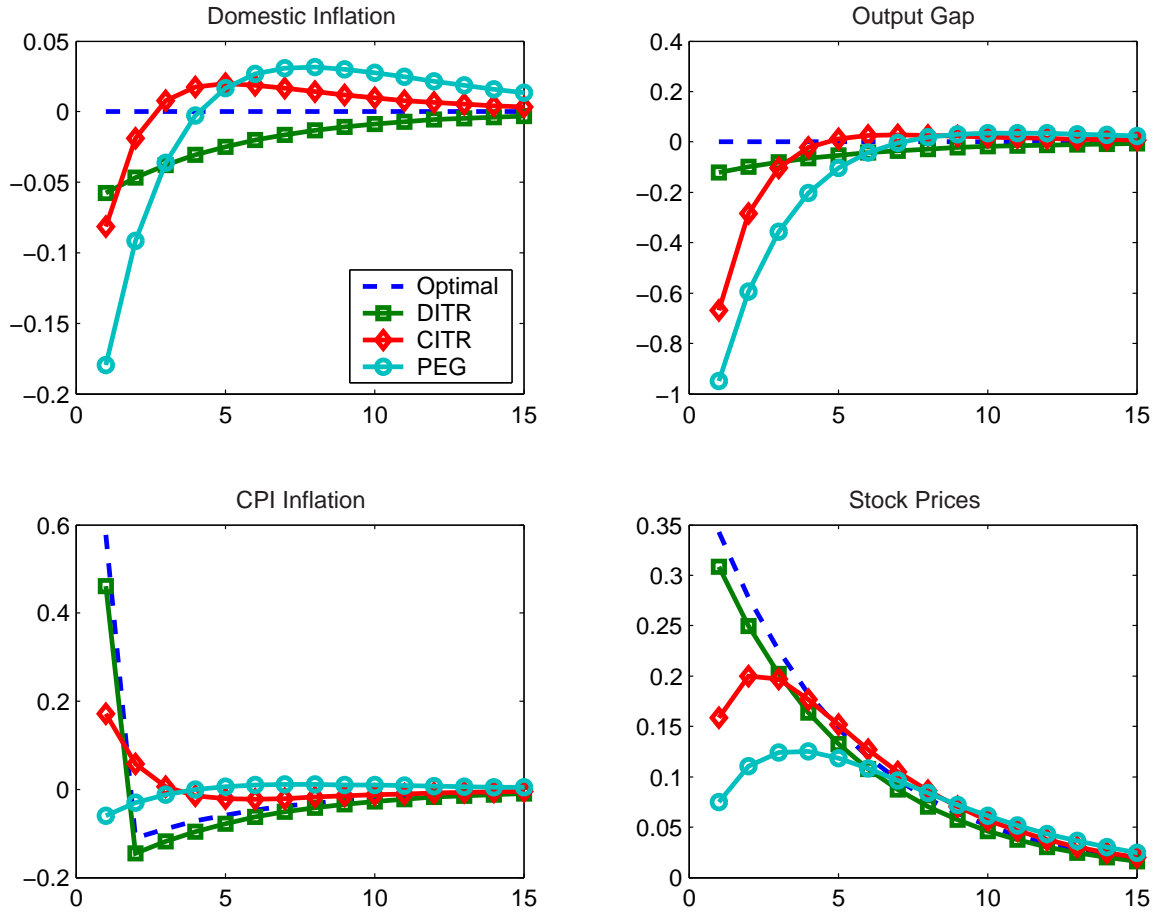 Domestic Inflation
0.05
0
−0.05
−0.1
−0.15
−0.2
0 5 10 15
Optimal
DITR
CITR
PEG
Output Gap
0.4
0.2
0
−0.2
−0.4
−0.6
−0.8
−1
0 5 10 15
CPI Inflation
0.6
0.4
0.2
0
−0.2
0 5 10 15
Stock Prices
0.35
0.3
0.25
0.2
0.15
0.1
0.05
0
0 5 10 15